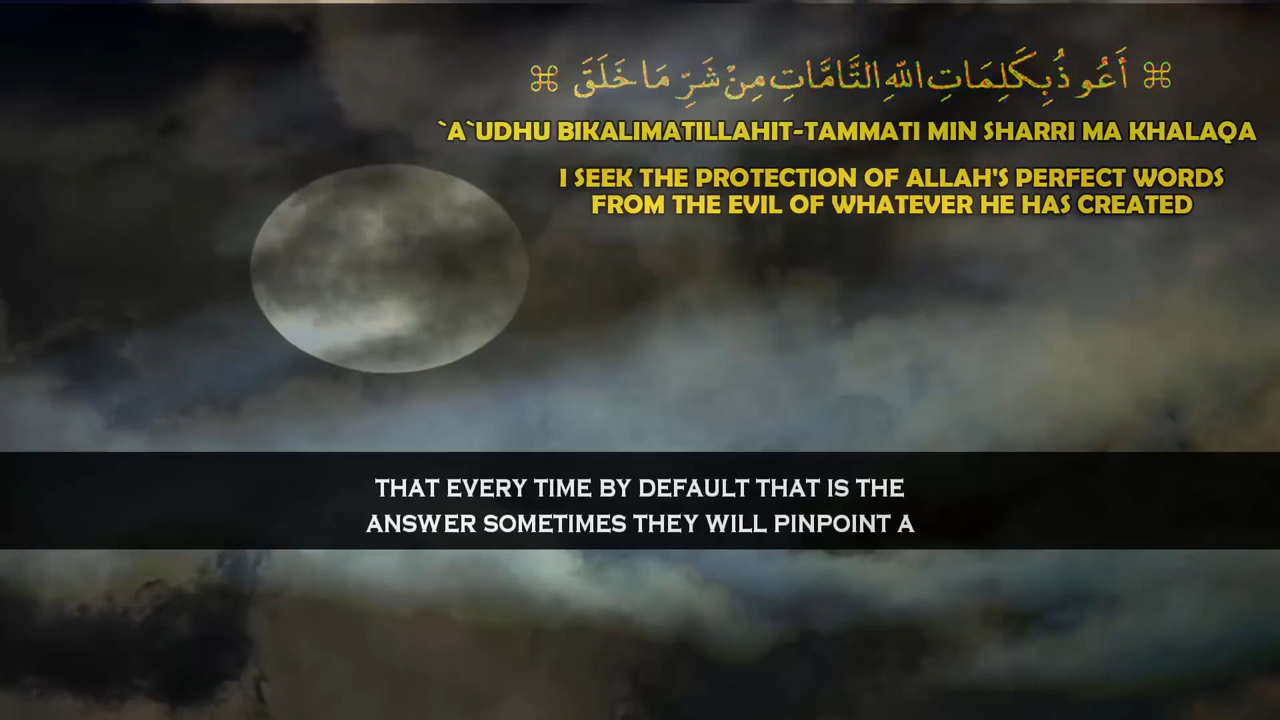 ⌘ أَعُوذُ بِكَلِمَاتِ اللّٰهِ التَّامَّاتِ مِنْ شَرِّ مَا خَلَقَ ⌘
`A`UDHU BIKALIMATILLAHIT-TAMMATI MIN SHARRI MA KHALAQA
I SEEK THE PROTECTION OF ALLAH'S PERFECT WORDS
FROM THE EVIL OF WHATEVER HE HAS CREATED
THAT EVERY TIME BY DEFAULT THAT IS THE
ANSWER SOMETIMES THEY WILL PINPOINT A